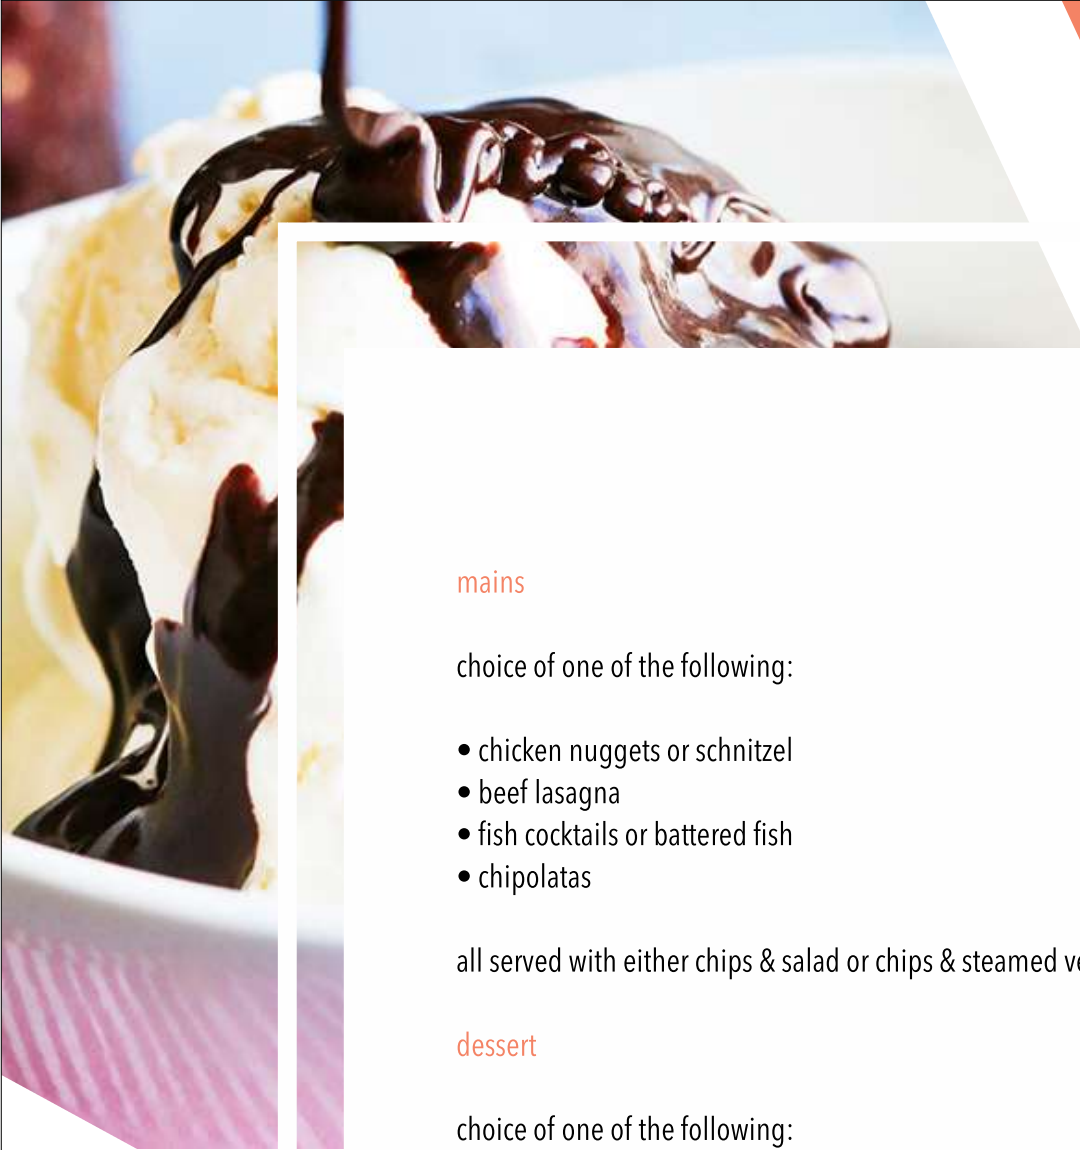 mains
choice of one of the following:
• chicken nuggets or schnitzel
• beef lasagna
• fish cocktails or battered fish
• chipolatas
all served with either chips & salad or chips & steamed
dessert
choice of one of the following: